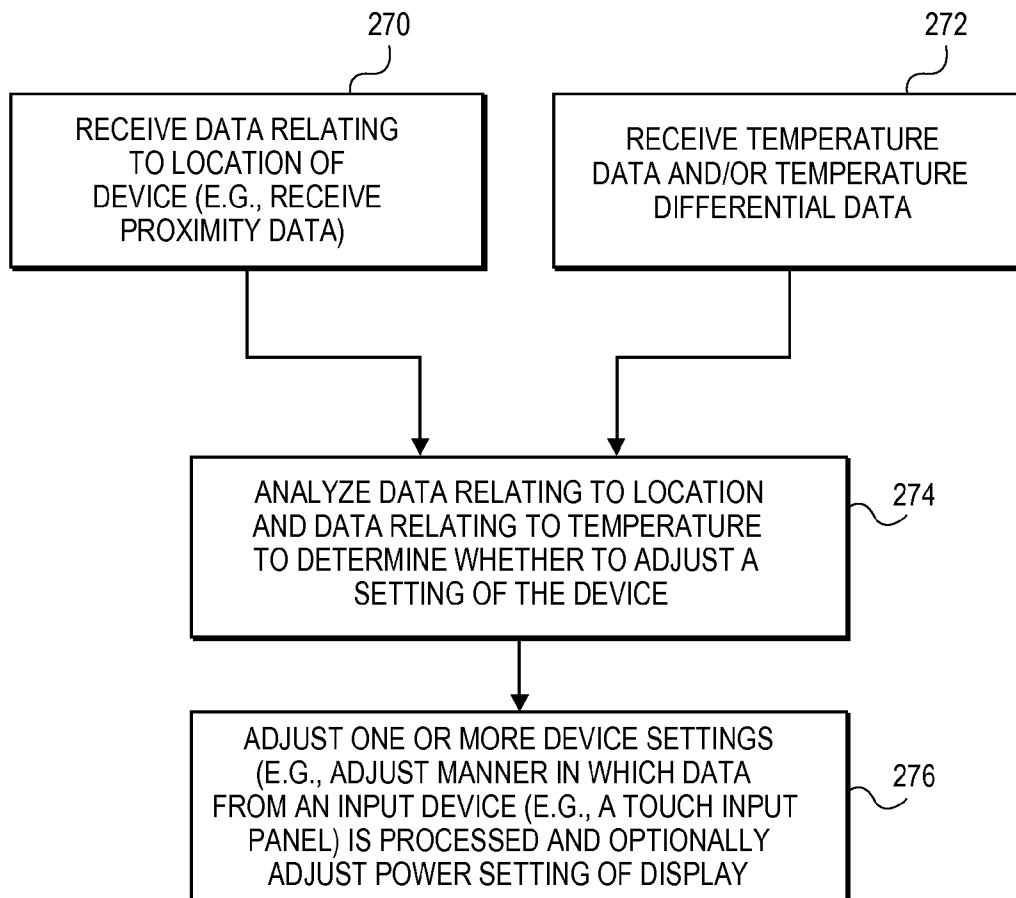 270
272
RECEIVE DATA RELATING
TO LOCATION OF
DEVICE (E.G., RECEIVE
PROXIMITY DATA)
RECEIVE TEMPERATURE
DATA AND/OR TEMPERATURE
DIFFERENTIAL DATA
ANALYZE DATA RELATING TO LOCATION
AND DATA RELATING TO TEMPERATURE
TO DETERMINE WHETHER TO ADJUST A
SETTING OF THE DEVICE
274
ADJUST ONE OR MORE DEVICE SETTINGS
(E.G., ADJUST MANNER IN WHICH DATA
FROM AN INPUT DEVICE (E.G., A TOUCH INPUT
PANEL) IS PROCESSED AND OPTIONALLY
ADJUST POWER SETTING OF DISPLAY
276